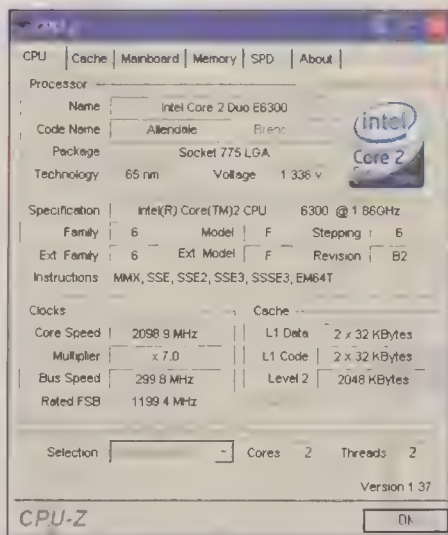 CPU Cache Mainboard Memory SPD About
Processor
Name Intel Core 2 Duo E6300
Code Name Allendale
intel
Core 2
Package Socket 775 LGA
Technology 65 nm Voltage 1 336 v
Specification Intel(R) Core(TM)2 CPU 6300 @ 1 86GHz
Family 6 Model F Stepping 6
Ext Family 6 Ext Model F Revision B2
Instructions MMX, SSE, SSE2, SSE3, SSSE3, EM64T
Clocks Cache
Core Speed 2098 9 MHz L1 Data 2 x 32 KBytes
Multiplier x 7.0 L1 Code 2 x 32 KBytes
Bus Speed 299 8 MHz Level 2 2048 KBytes
Rated FSB 1199 4 MHz
Selection Cores 2 Threads 2
Version 1 37
CPU-Z OK